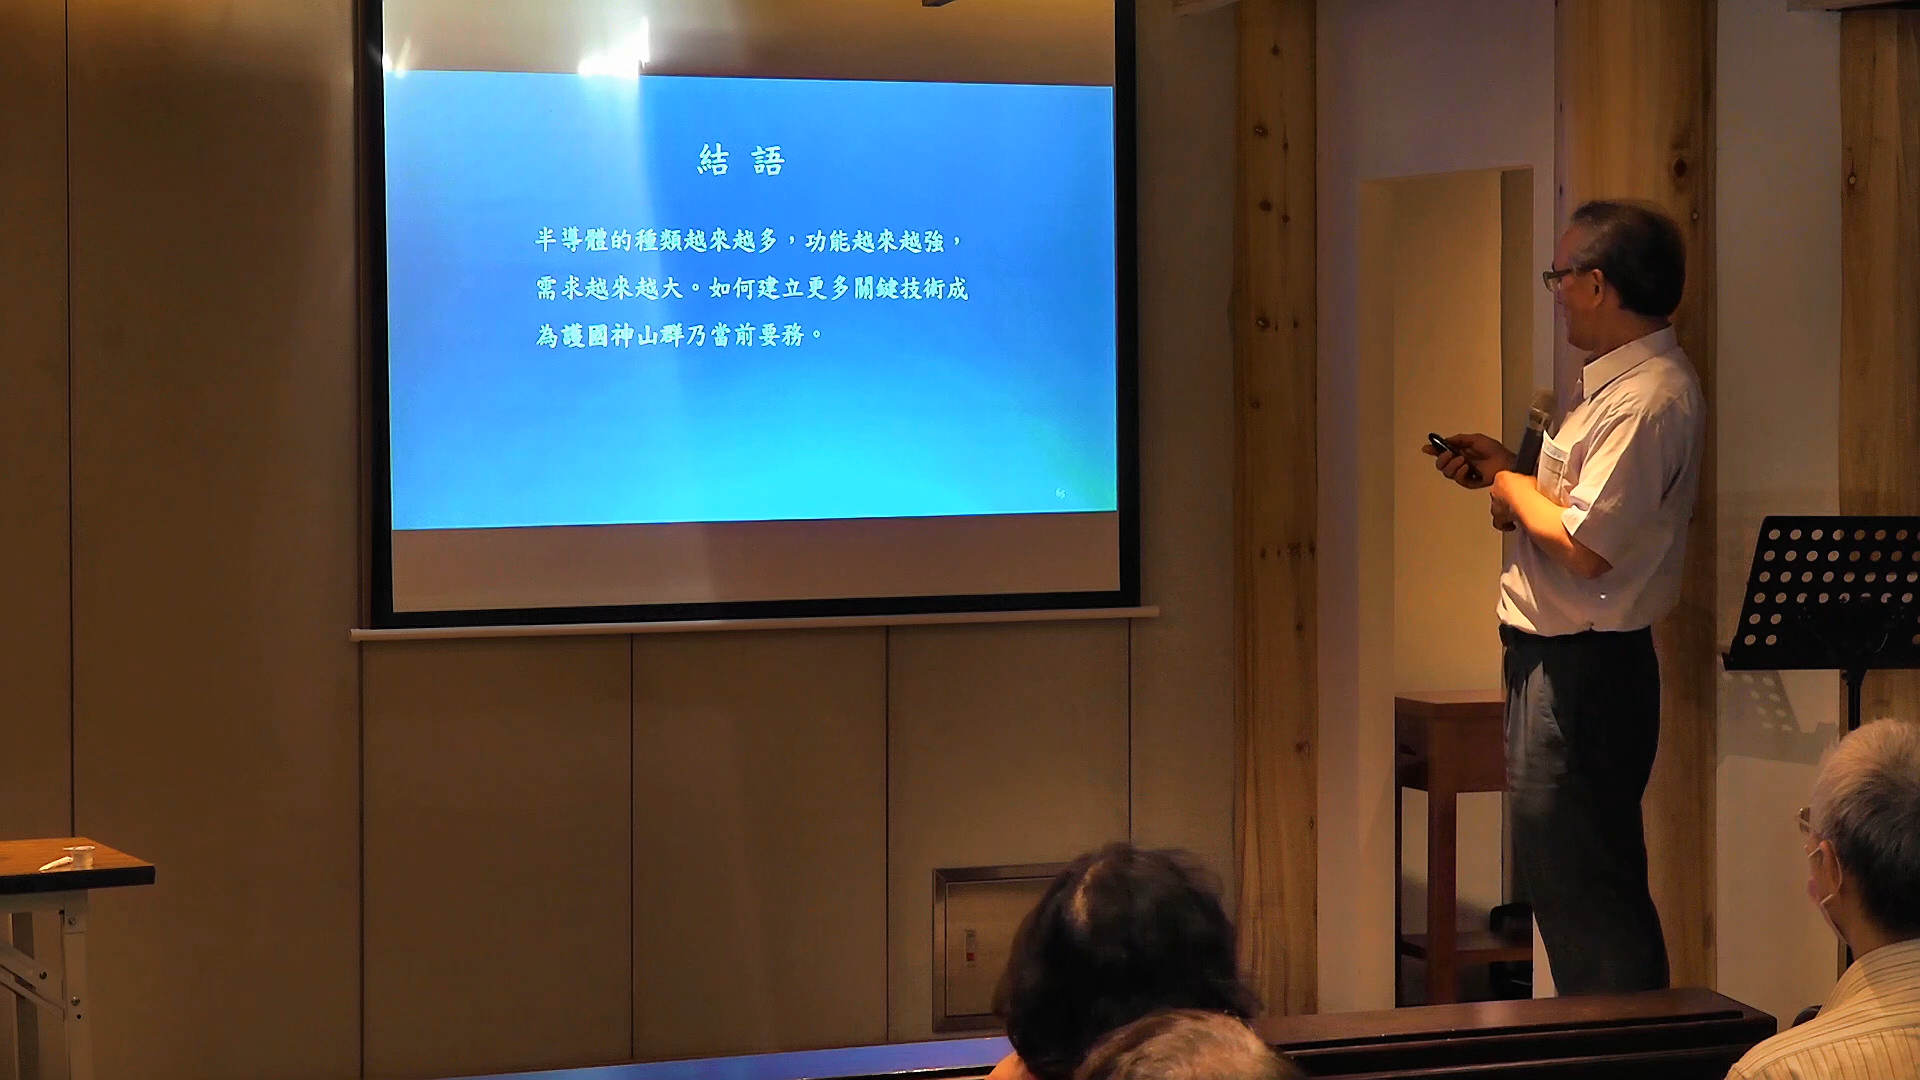 結 語
半導體的種類越來越多，功能越來越強，
需求越來越大。如何建立更多關鍵技術成
為護國神山群乃當前要務。